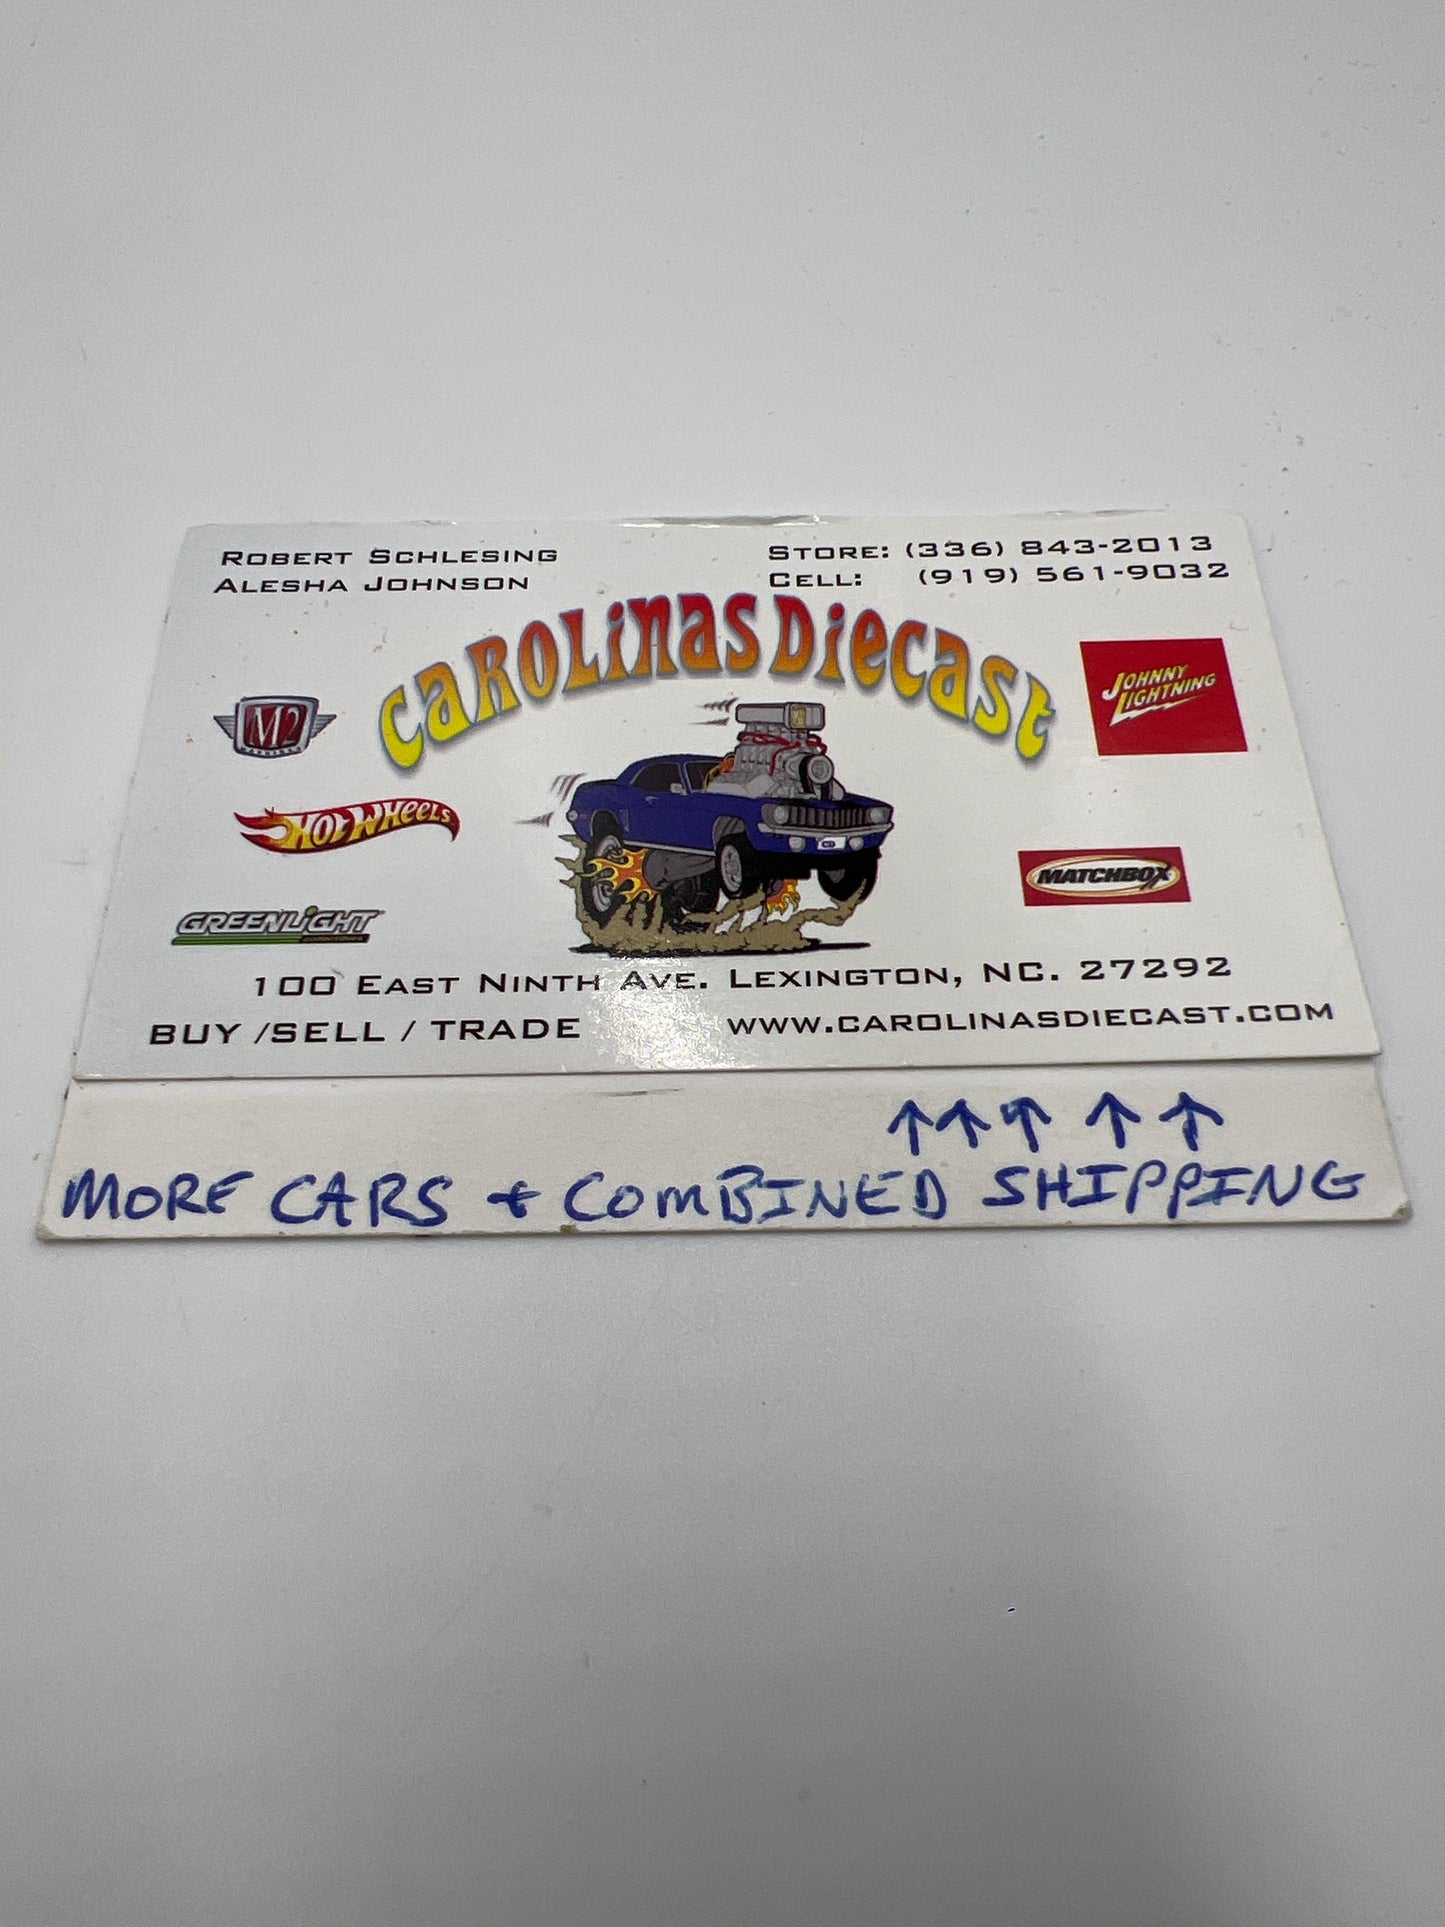 ROBERT SCHLESING
ALESHA JOHNSON
STORE: (336) 843-2013
CELL: (919) 561-9032
CAROLiNAS DiECAST
M2
JOHNNY
LIGHTNING
HOT WHEELS
MATCHBOX
GREENLiGHT
100 EAST NINTH AVE. LEXINGTON, NC. 27292
BUY /SELL / TRADE
WWW.CAROLINASDIECAST.COM
↑ ↑ ↑ ↑ ↑
MORE CARS + COMBINED SHIPPING